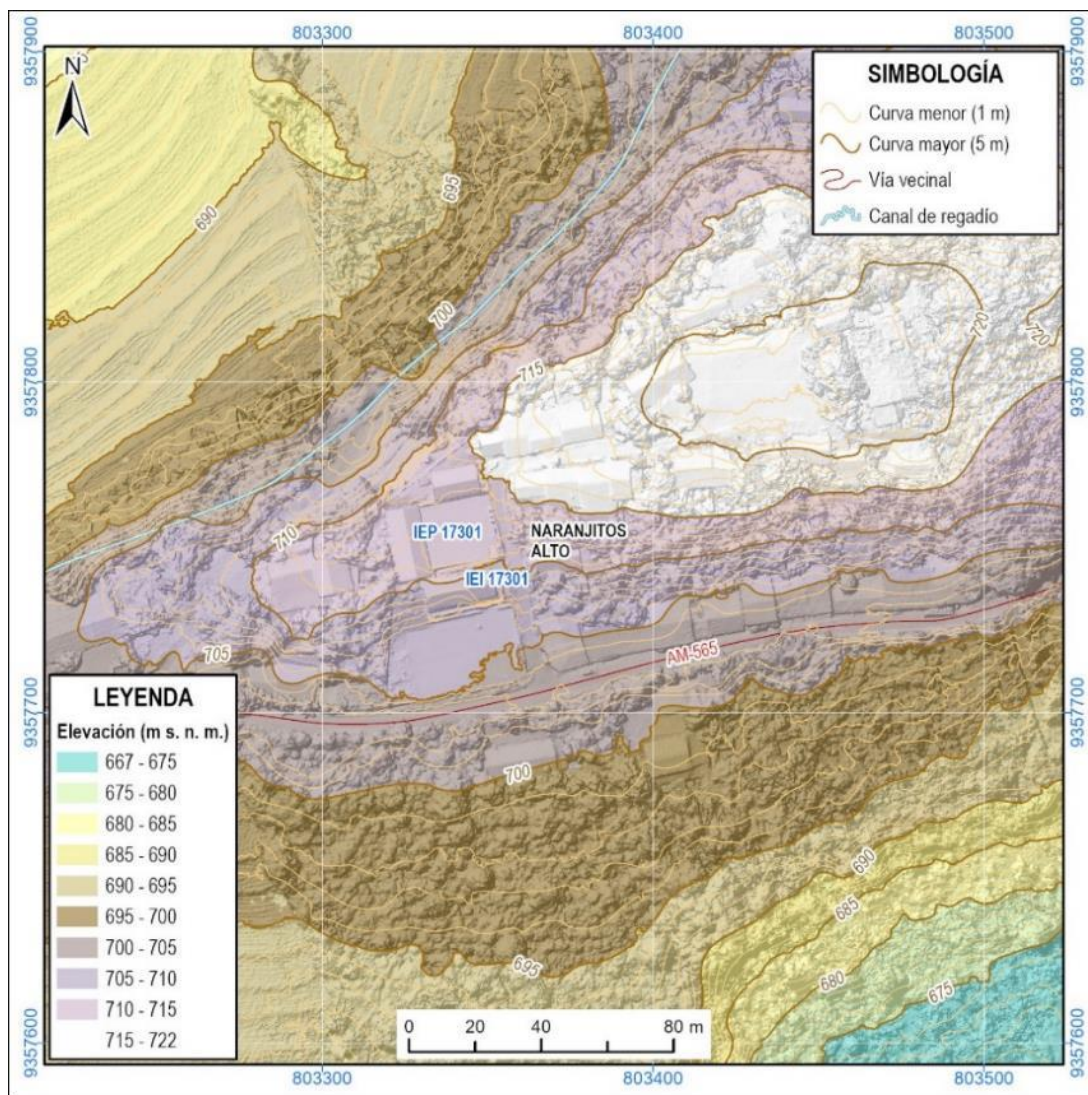 803300
803400
803500
9357900
9357900
N
SIMBOLOGÍA
Curva menor (1 m)
Curva mayor (5 m)
Vía vecinal
Canal de regadío
695
690
700
715
720
720
9357800
9357800
IEP 17301
NARANJITOS
ALTO
710
IEI 17301
705
AM-565
9357700
9357700
LEYENDA
Elevación (m s. n. m.)
667 - 675
675 - 680
680 - 685
685 - 690
690 - 695
695 - 700
700 - 705
705 - 710
710 - 715
715 - 722
700
690
685
680
675
695
0 20 40 80 m
9357600
9357600
803300
803400
803500